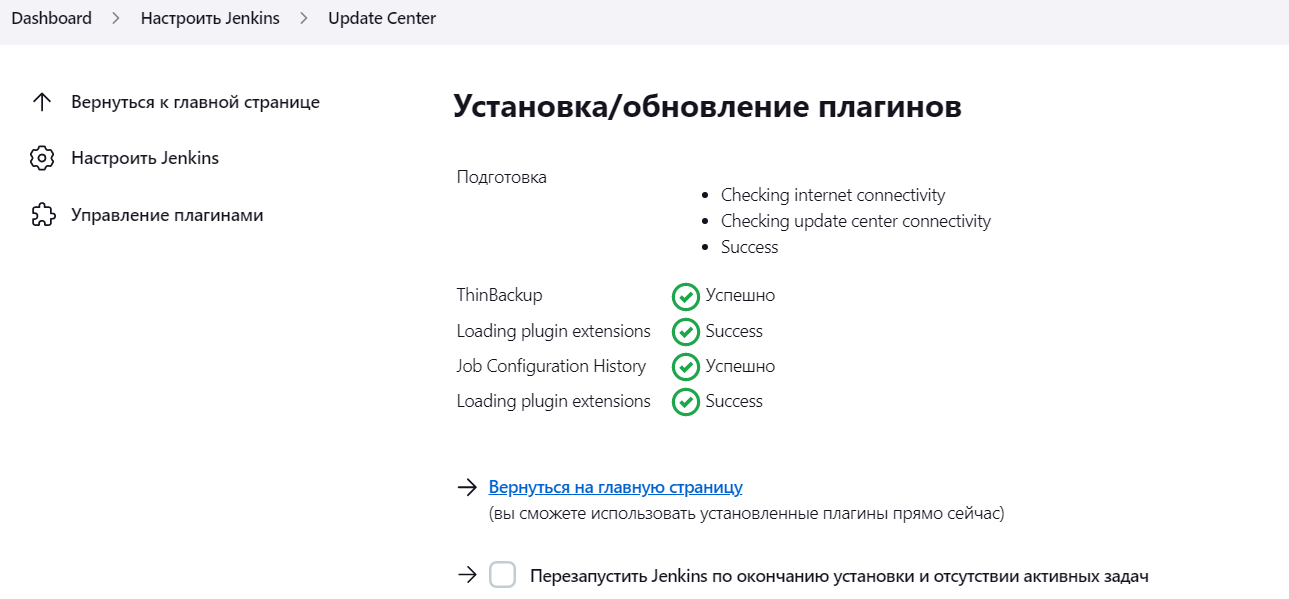 Dashboard > Настроить Jenkins > Update Center
Вернуться к главной странице
Настроить Jenkins
Управление плагинами
Установка/обновление плагинов
Подготовка
• Checking internet connectivity
• Checking update center connectivity
• Success
ThinBackup Успешно
Loading plugin extensions Success
Job Configuration History Успешно
Loading plugin extensions Success
→ Вернуться на главную страницу
(вы сможете использовать установленные плагины прямо сейчас)
→ Перезапустить Jenkins по окончанию установки и отсутствии активных задач